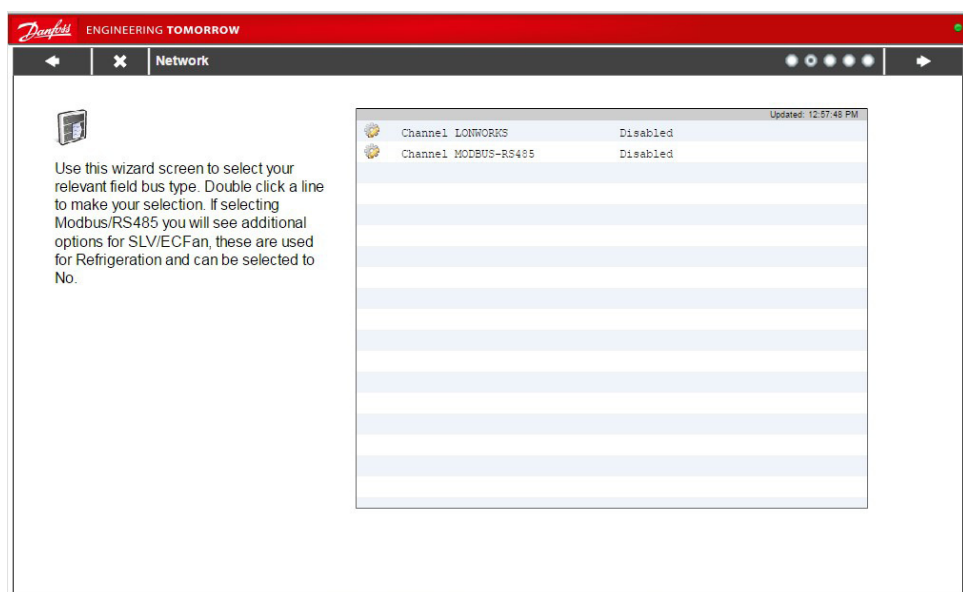 Danfoss ENGINEERING TOMORROW
Network
Updated: 12:57:48 PM
Channel LONWORKS Disabled
Channel MODBUS-RS485 Disabled
Use this wizard screen to select your
relevant field bus type. Double click a line
to make your selection. If selecting
Modbus/RS485 you will see additional
options for SLV/ECFan, these are used
for Refrigeration and can be selected to
No.